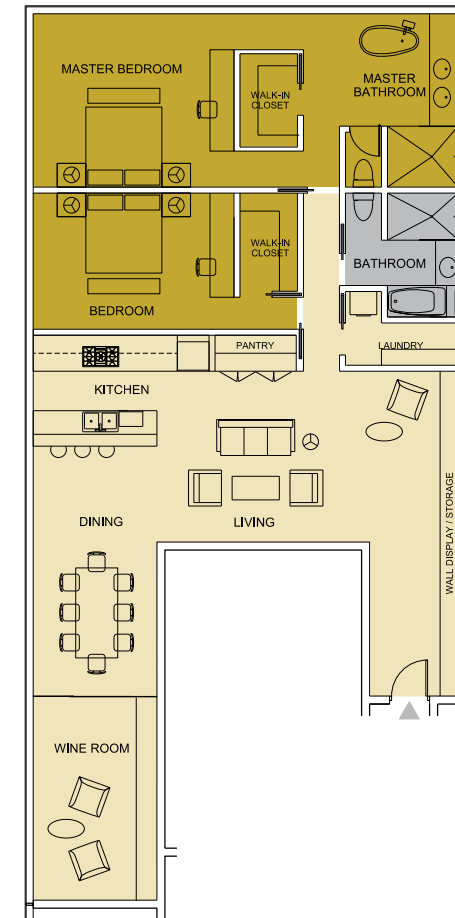 MASTER BEDROOM
WALK-IN
CLOSET
MASTER
BATHROOM
WALK-IN
CLOSET
BATHROOM
BEDROOM
PANTRY
LAUNDRY
KITCHEN
WALL DISPLAY / STORAGE
DINING
LIVING
WINE ROOM